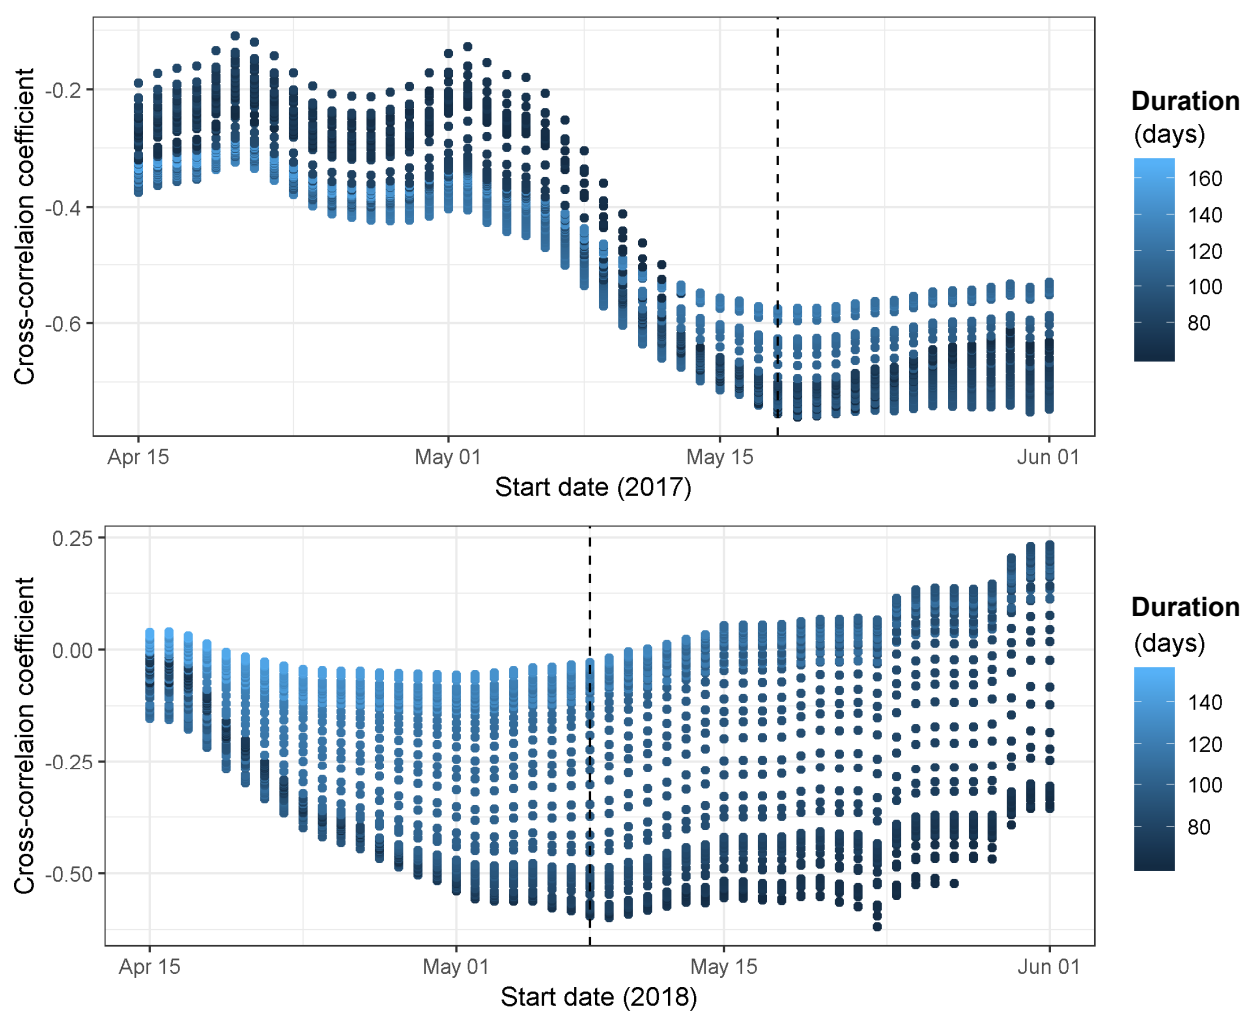 -0.2
-0.4
-0.6
Cross-correlaion coefficient
Apr 15
May 01
May 15
Jun 01
Start date (2017)
Duration
(days)
160
140
120
100
80
0.25
0.00
-0.25
-0.50
Cross-correlaion coefficient
Apr 15
May 01
May 15
Jun 01
Start date (2018)
Duration
(days)
140
120
100
80